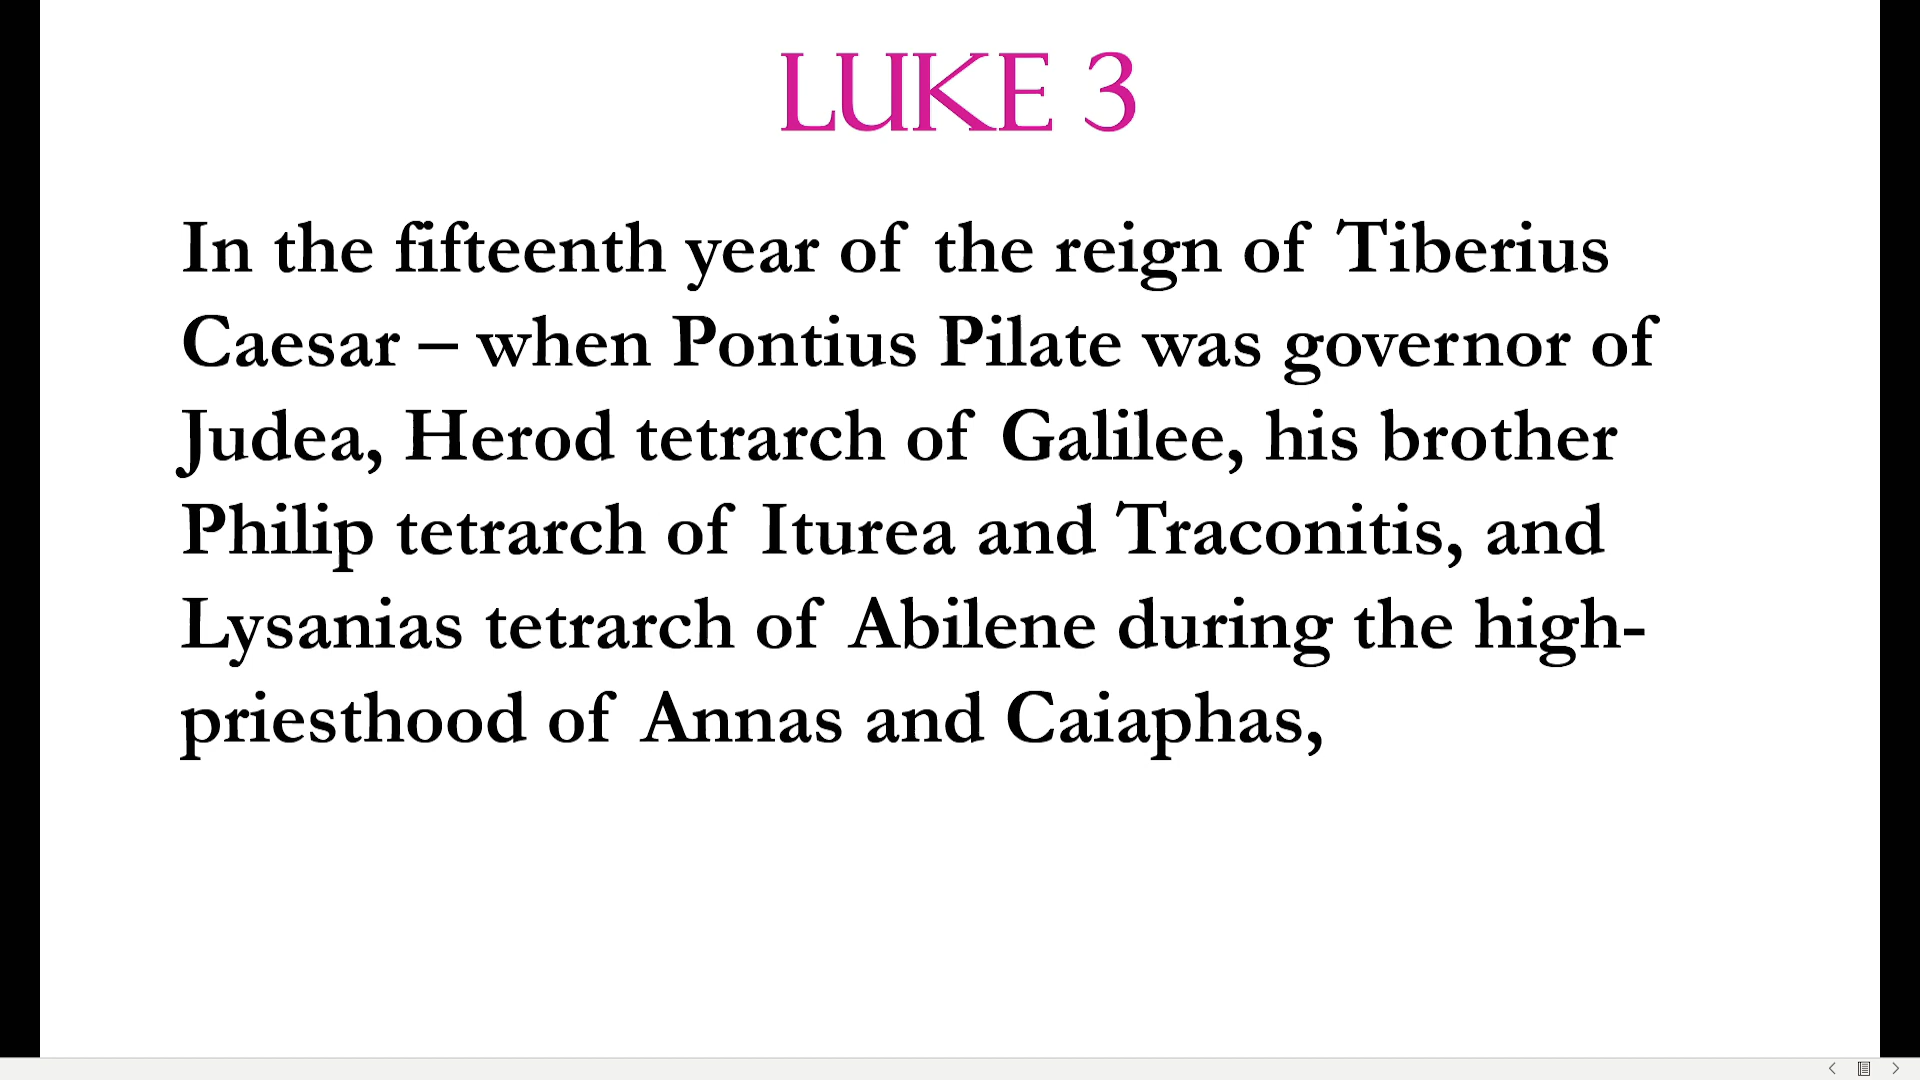 LUKE 3
In the fifteenth year of the reign of Tiberius
Caesar – when Pontius Pilate was governor of
Judea, Herod tetrarch of Galilee, his brother
Philip tetrarch of Iturea and Traconitis, and
Lysanias tetrarch of Abilene during the high-
priesthood of Annas and Caiaphas,